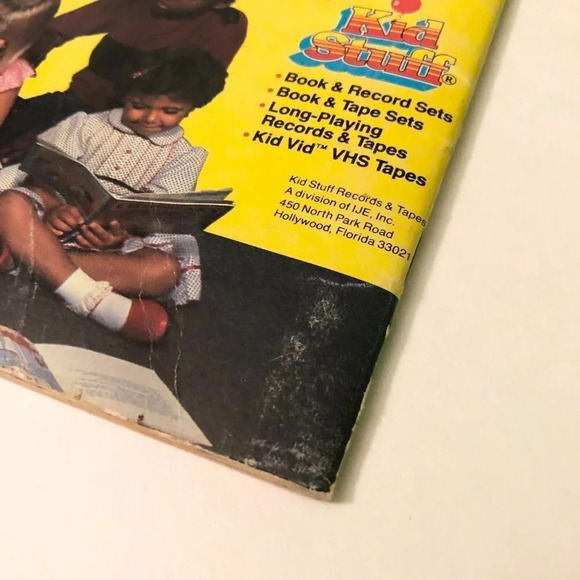 Kid
Stuff®
• Book & Record Sets
• Book & Tape Sets
• Long-Playing
Records & Tapes
• Kid Vid™ VHS Tapes
Kid Stuff Records & Tapes
A division of IJE, Inc.
450 North Park Road
Hollywood, Florida 33021